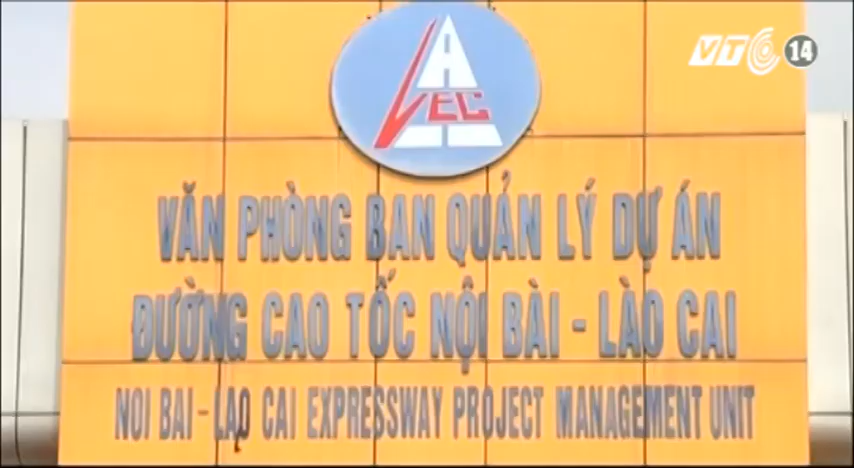 VTC 14
VEC
VĂN PHÒNG BAN QUẢN LÝ DỰ ÁN
ĐƯỜNG CAO TỐC NỘI BÀI - LÀO CAI
NOI BAI - LAO CAI EXPRESSWAY PROJECT MANAGEMENT UNIT